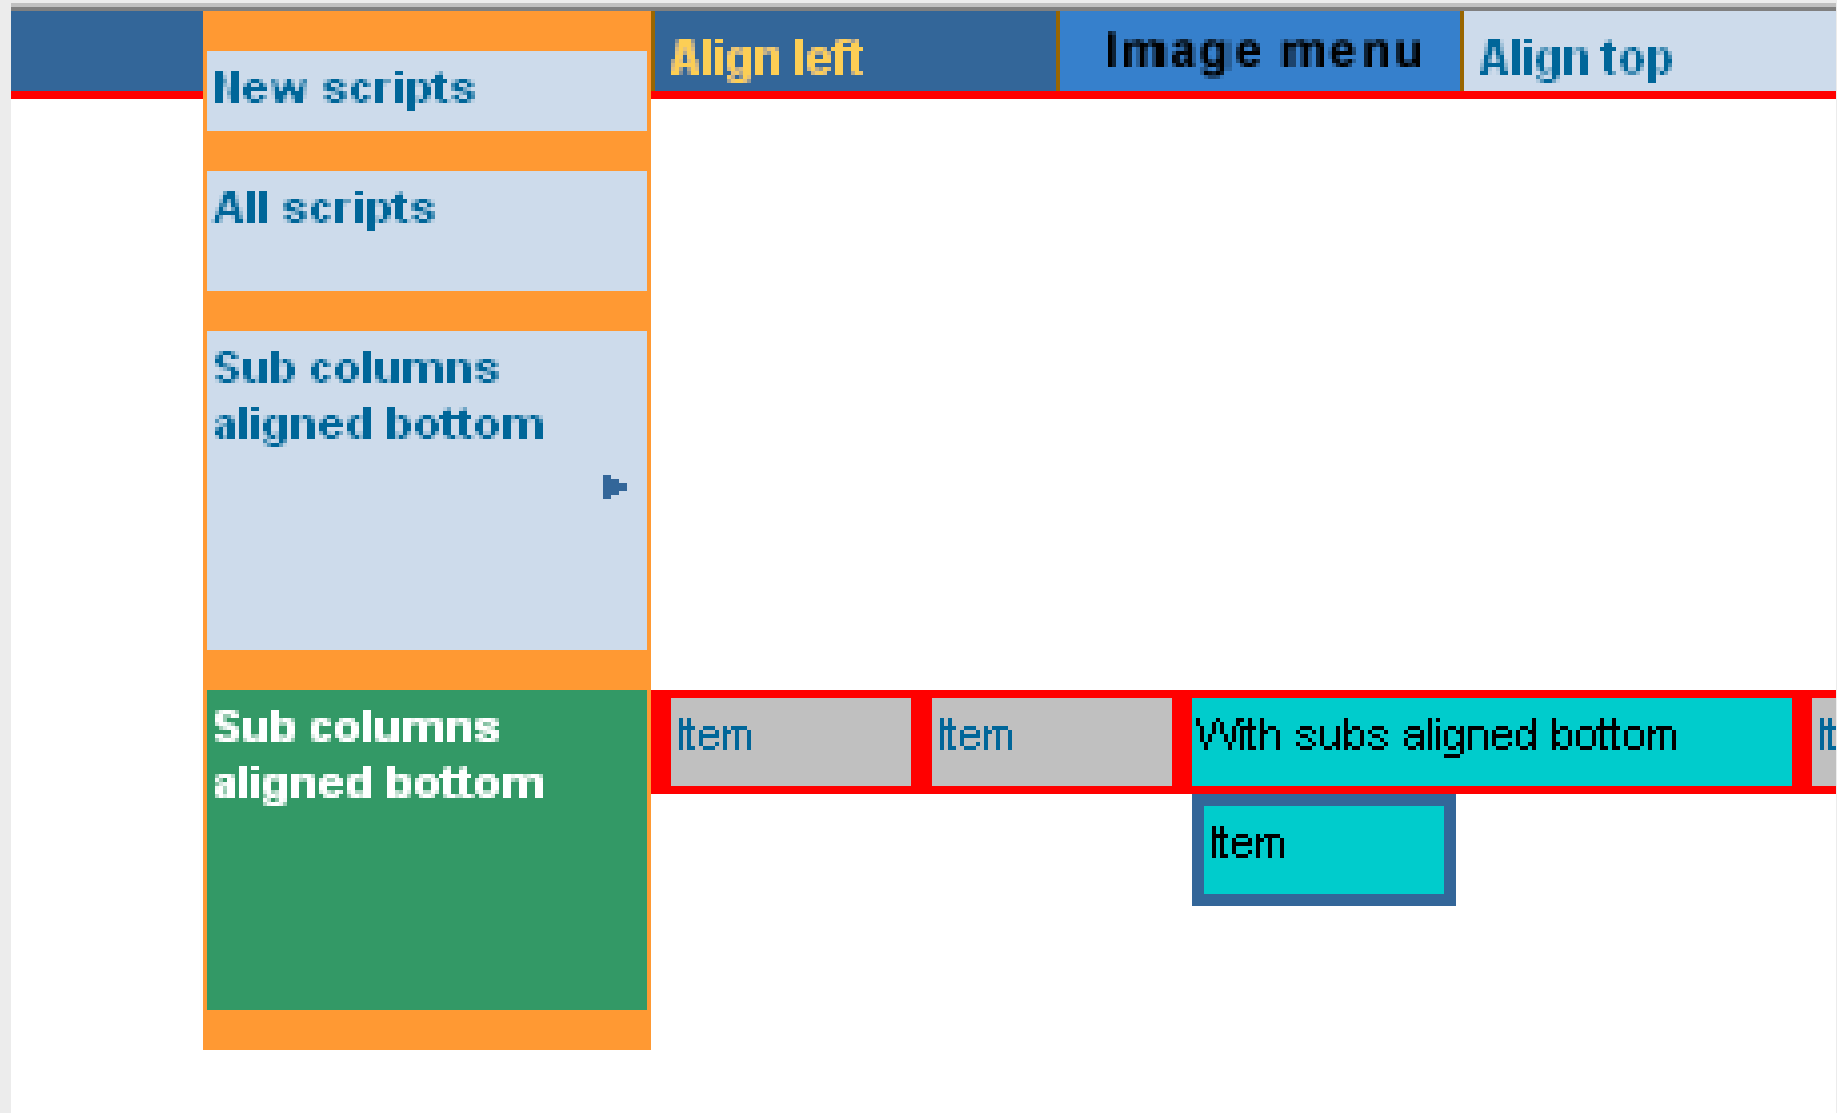 Align left
Image menu
Align top
New scripts
All scripts
Sub columns
aligned bottom
Sub columns
aligned bottom
Item
Item
With subs aligned bottom
Item